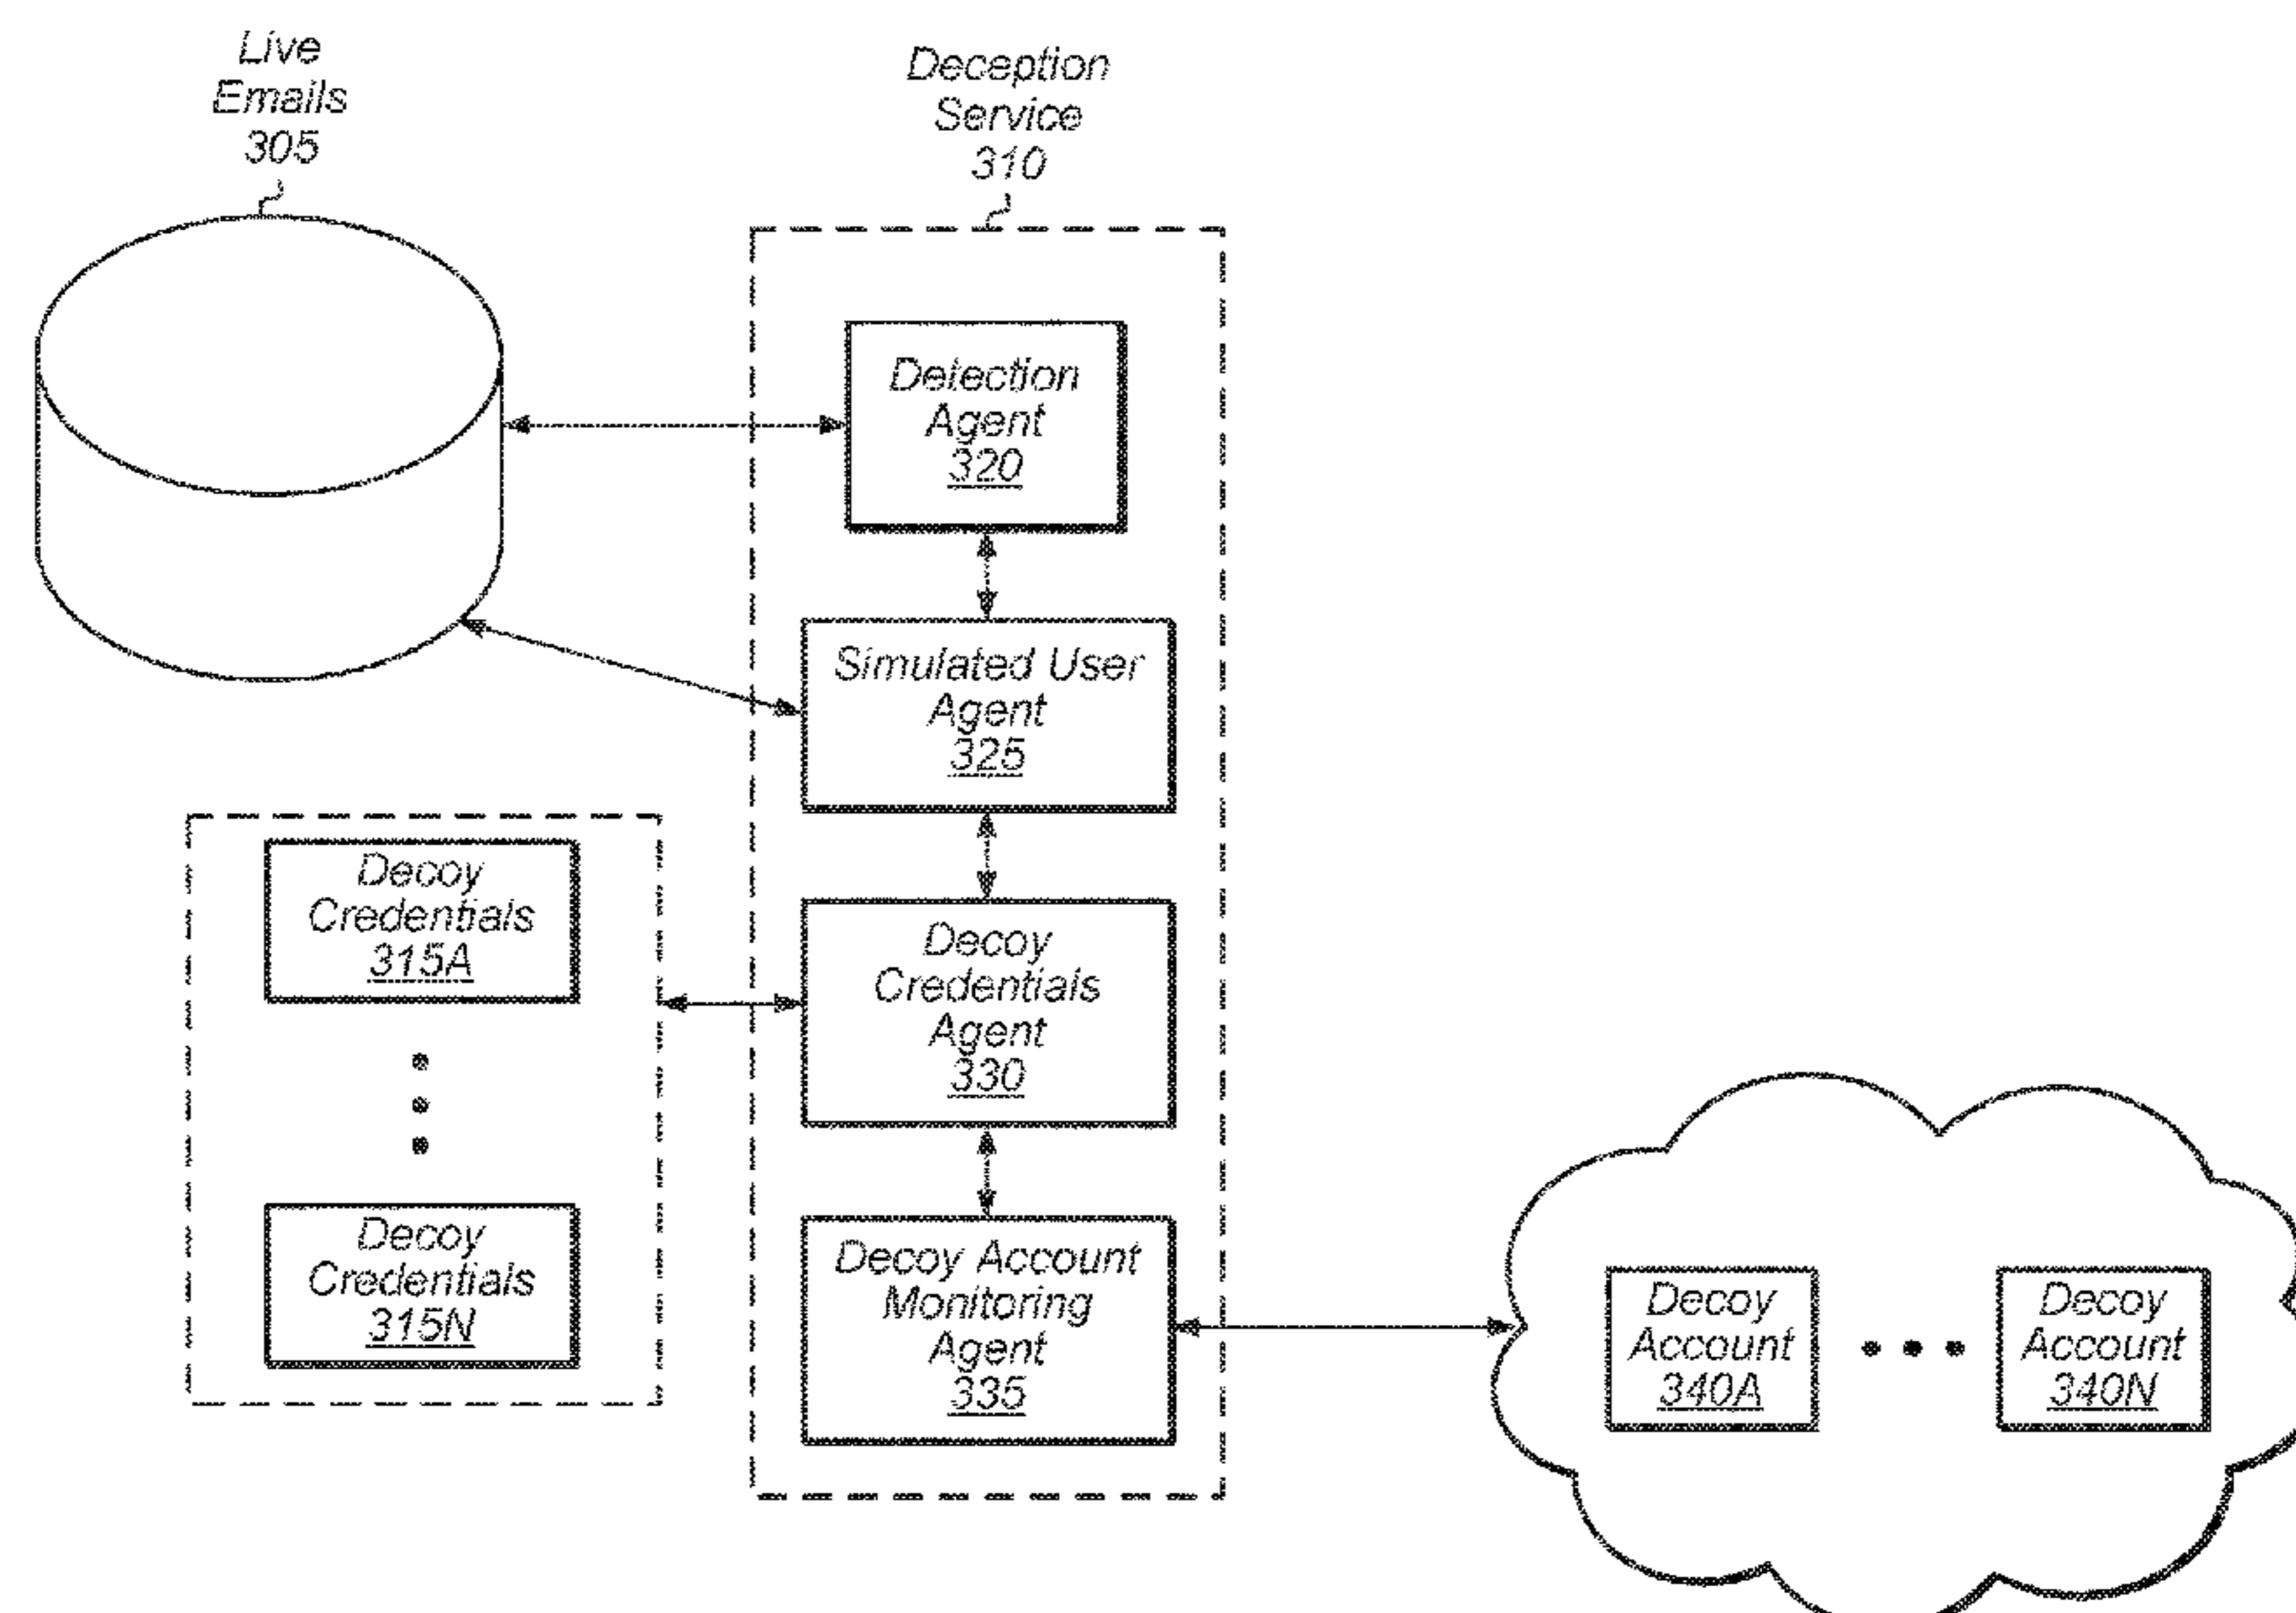 Live
Emails
305
Deception
Service
310
Detection
Agent
320
Simulated User
Agent
325
Decoy
Credentials
315A
Decoy
Credentials
Agent
330
Decoy
Credentials
315N
Decoy Account
Monitoring
Agent
335
Decoy
Account
340A
Decoy
Account
340N